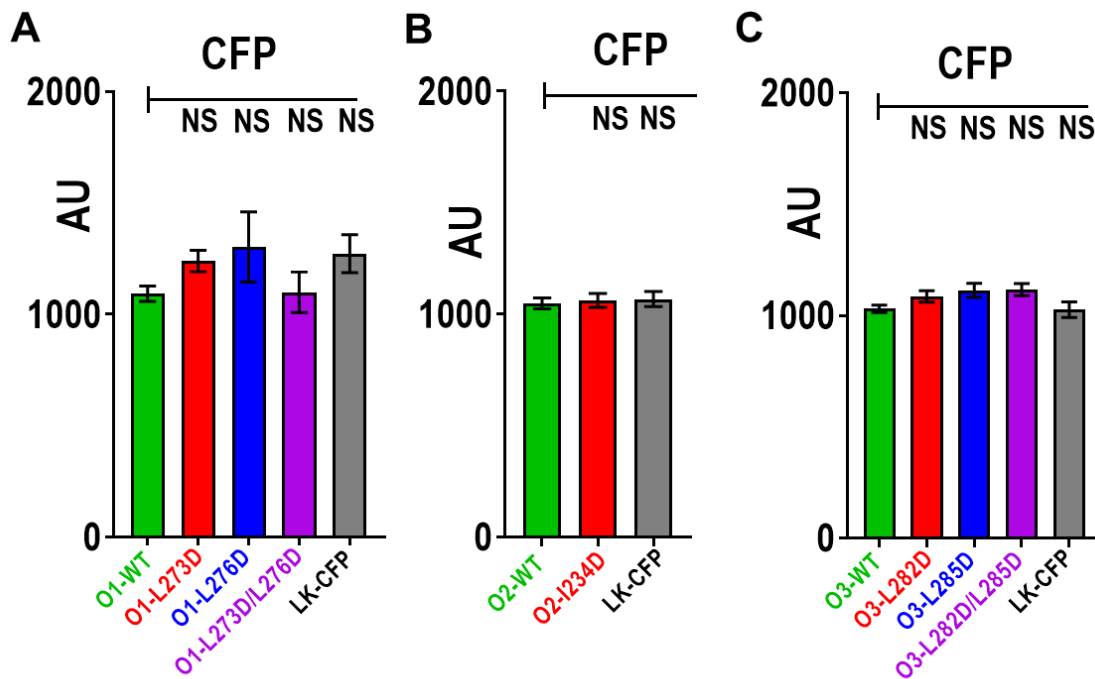 A
CFP
2000
NS NS NS NS
AU
1000
0
O1-WT
O1-L273D
O1-L276D
O1-L273D/L276D
LK-CFP
B
CFP
2000
NS NS
AU
1000
0
O2-WT
O2-I234D
LK-CFP
C
CFP
2000
NS NS NS NS
AU
1000
0
O3-WT
O3-L282D
O3-L285D
O3-L282D/L285D
LK-CFP